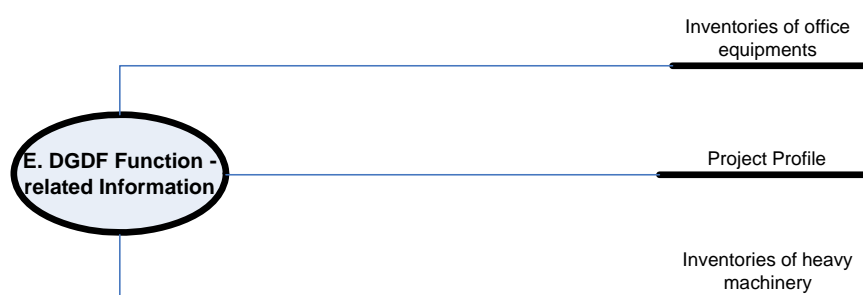 Inventories of office
equipments
E. DGDF Function -
related Information
Project Profile
Inventories of heavy
machinery